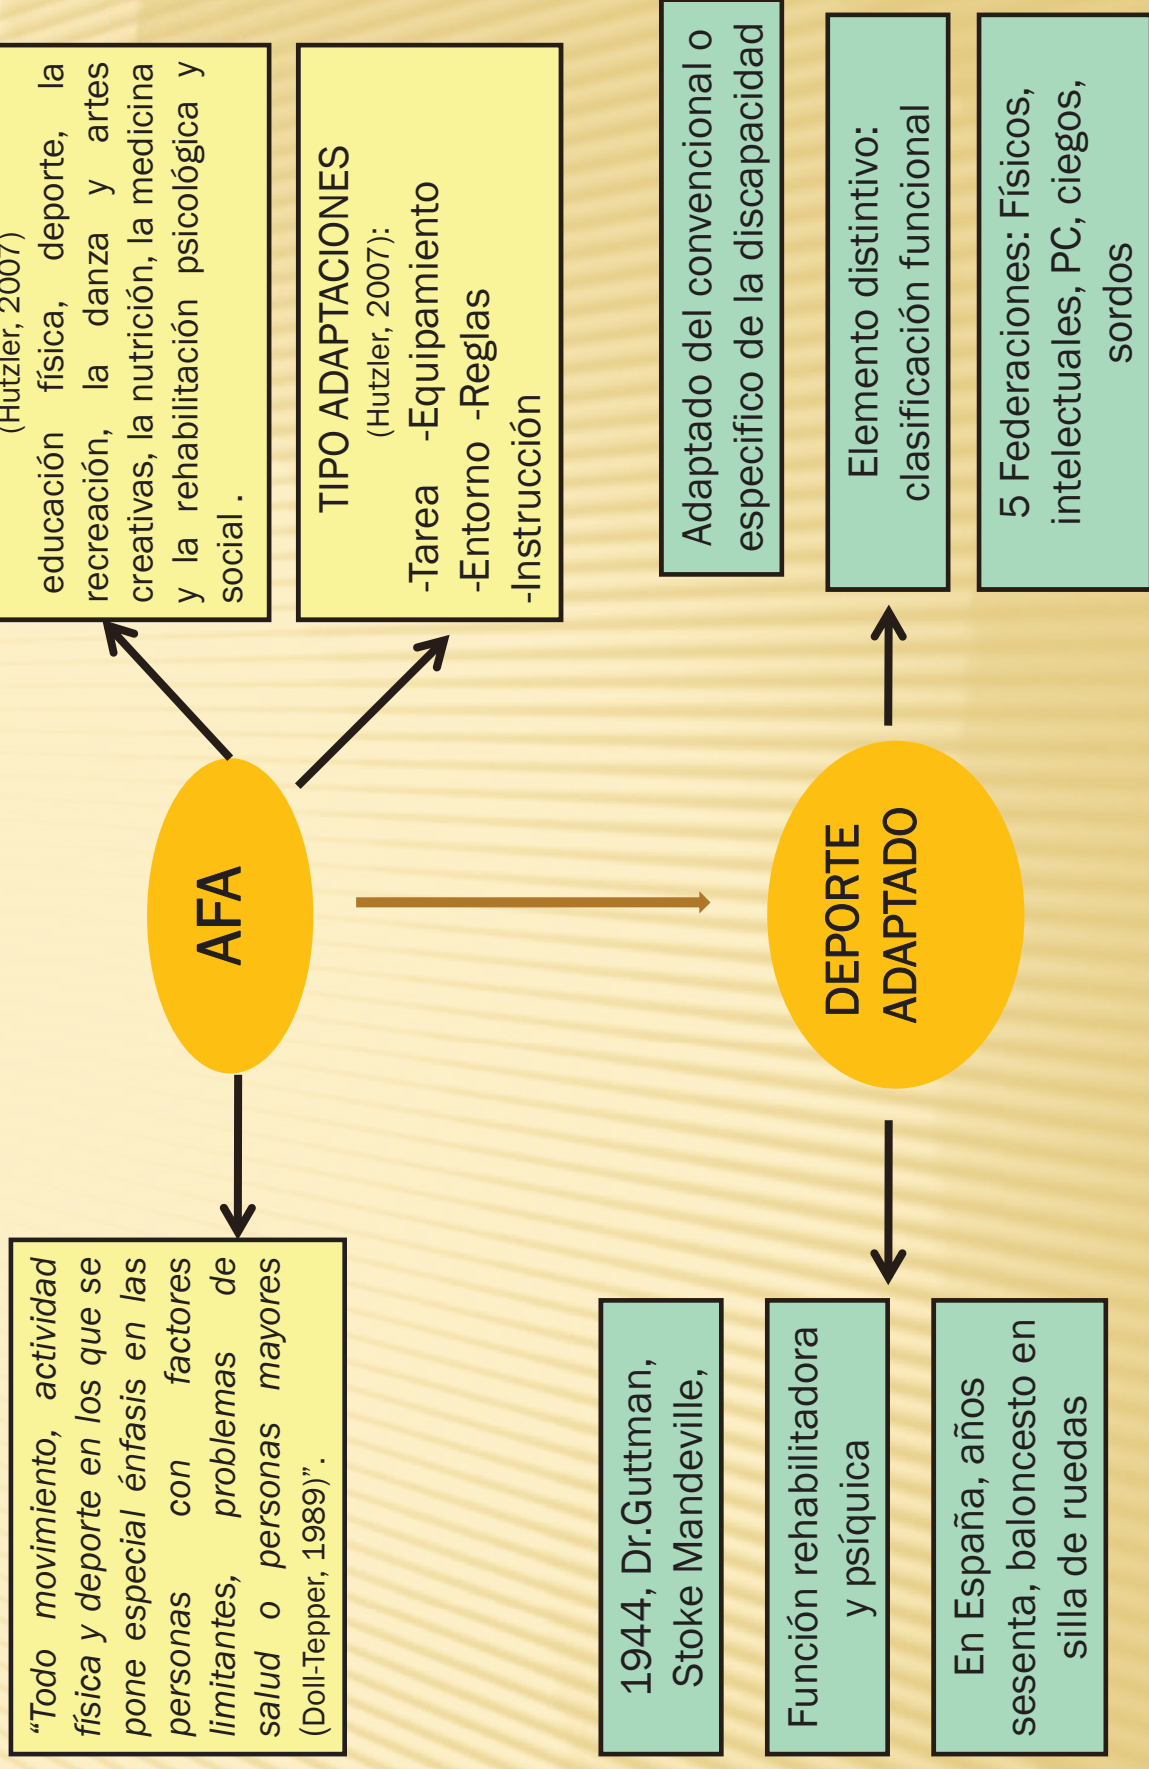 “Todo movimiento, actividad
física y deporte en los que se
pone especial énfasis en las
personas con factores
limitantes, problemas de
salud o personas mayores
(Doll-Tepper, 1989)”.
AFA
(Hutzler, 2007)
educación física, deporte, la
recreación, la danza y artes
creativas, la nutrición, la medicina
y la rehabilitación psicológica y
social .
TIPO ADAPTACIONES
(Hutzler, 2007):
-Tarea -Equipamiento
-Entorno -Reglas
-Instrucción
1944, Dr.Guttman,
Stoke Mandeville,
Función rehabilitadora
y psíquica
En España, años
sesenta, baloncesto en
silla de ruedas
DEPORTE
ADAPTADO
Adaptado del convencional o
especifico de la discapacidad
Elemento distintivo:
clasificación funcional
5 Federaciones: Físicos,
intelectuales, PC, ciegos,
sordos